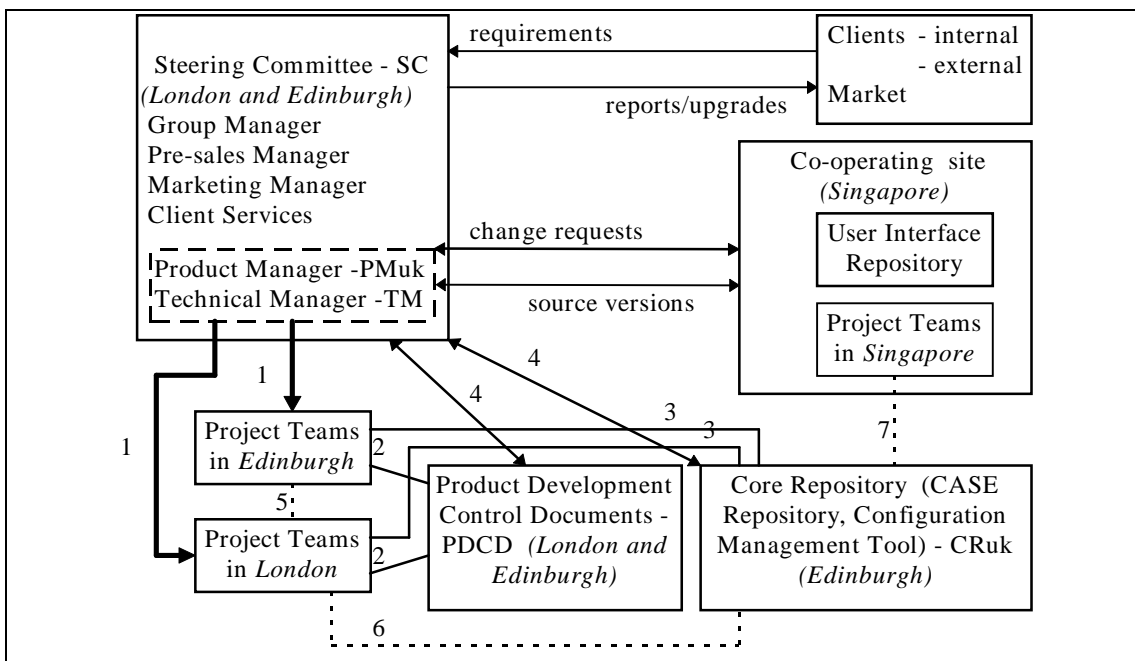 requirements
Clients - internal
- external
Market
Steering Committee - SC
(London and Edinburgh)
Group Manager
Pre-sales Manager
Marketing Manager
Client Services
reports/upgrades
Co-operating site
(Singapore)
User Interface
Repository
change requests
Product Manager -PMuk
Technical Manager -TM
source versions
Project Teams
in Singapore
4
4
1
1
3
3
7
Project Teams
in Edinburgh
2
5
Project Teams
in London
2
Product Development
Control Documents -
PDCD (London and
Edinburgh)
Core Repository (CASE
Repository, Configuration
Management Tool) - CRuk
(Edinburgh)
6